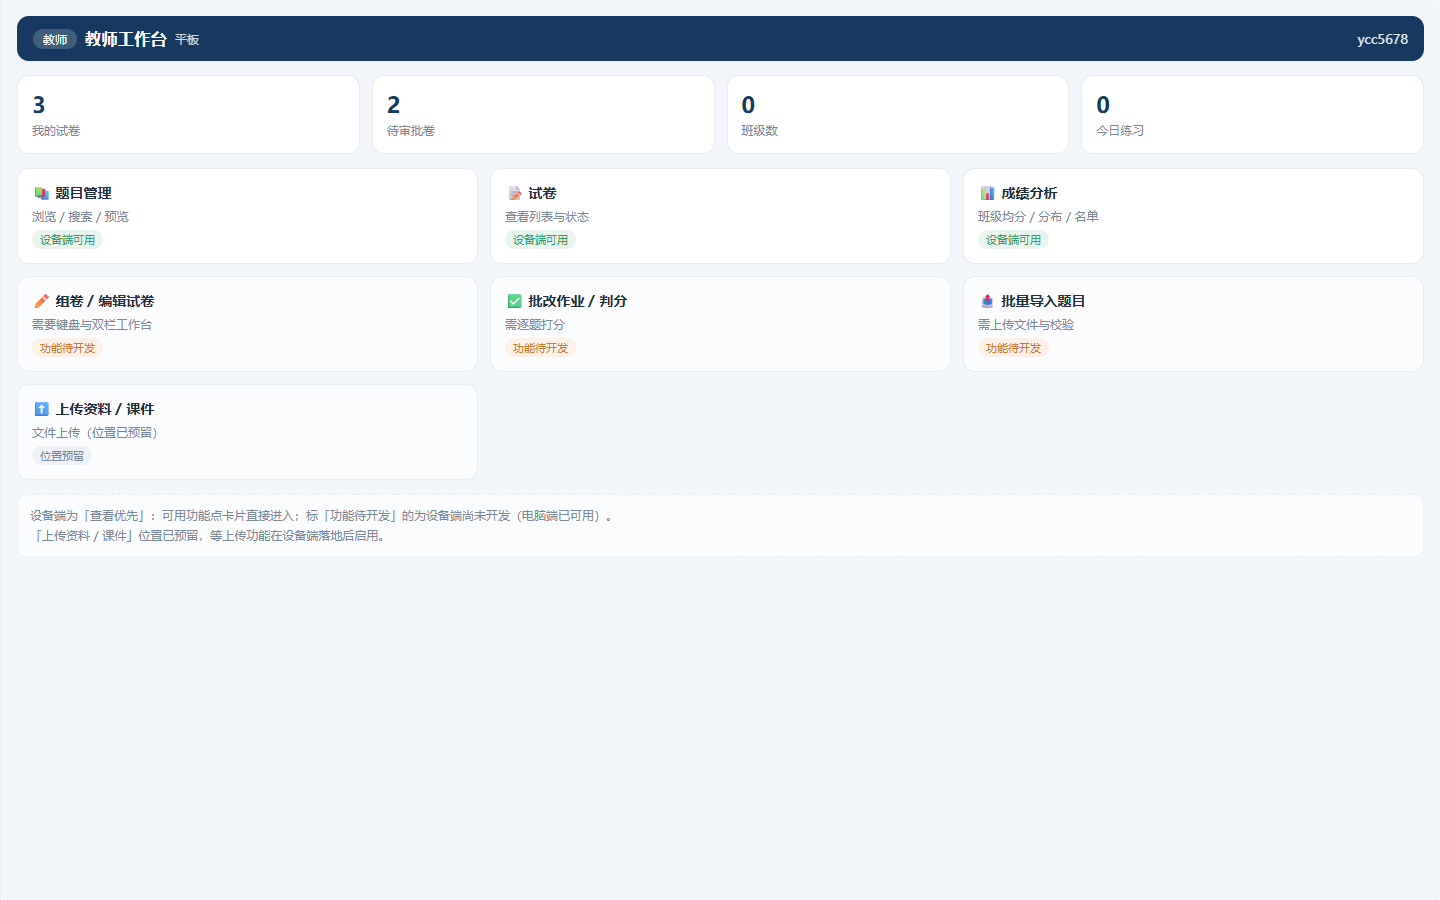 教师 教师工作台 平板 ycc5678
3
我的试卷
2
待审批卷
0
班级数
0
今日练习
题目管理
浏览 / 搜索 / 预览
设备端可用
试卷
查看列表与状态
设备端可用
成绩分析
班级均分 / 分布 / 名单
设备端可用
组卷 / 编辑试卷
需要键盘与双栏工作台
功能待开发
批改作业 / 判分
需逐题打分
功能待开发
批量导入题目
需上传文件与校验
功能待开发
上传资料 / 课件
文件上传（位置已预留）
位置预留
设备端为「查看优先」：可用功能点卡片直接进入；标「功能待开发」的为设备端尚未开发（电脑端已可用）。
「上传资料 / 课件」位置已预留，等上传功能在设备端落地后启用。